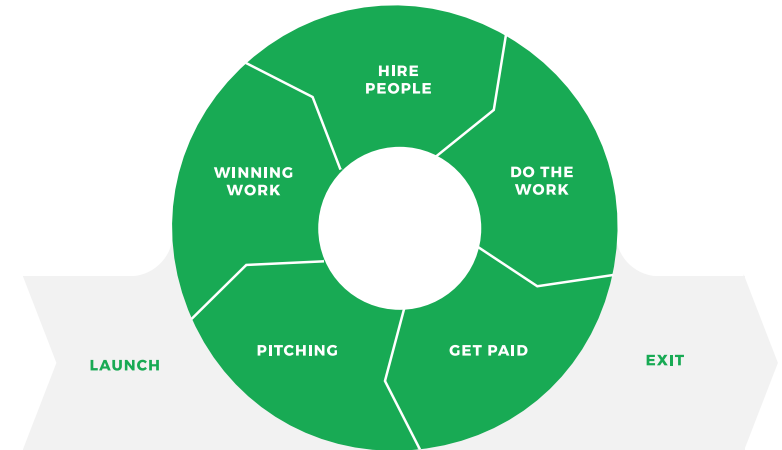 HIRE
PEOPLE
DO THE
WORK
WINNING
WORK
PITCHING
GET PAID
LAUNCH
EXIT